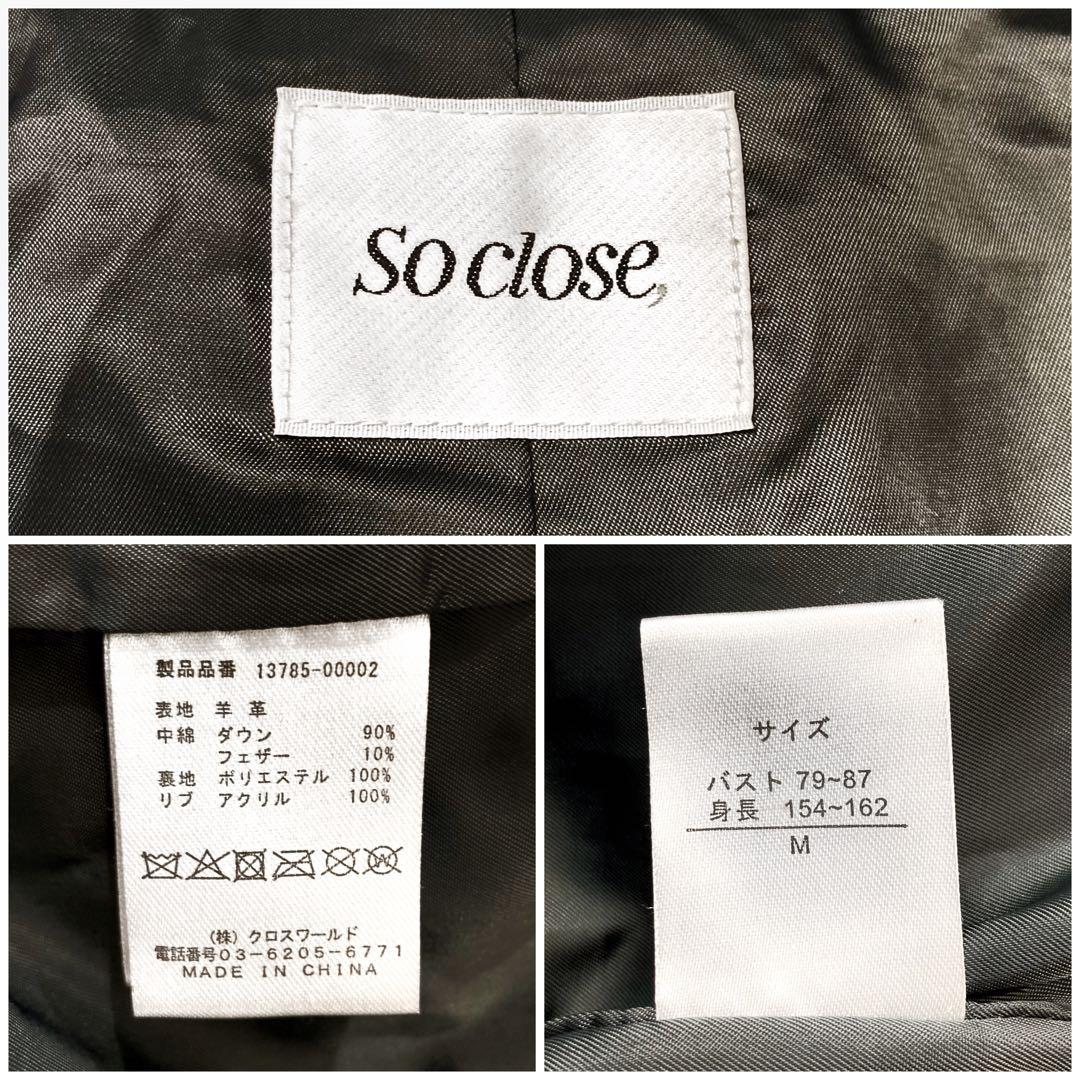 So close,
製品品番 13785-00002
表地 羊 革
中綿 ダウン 90%
フェザー 10%
裏地 ポリエステル 100%
リブ アクリル 100%
(株) クロスワールド
電話番号03-6205-6771
MADE IN CHINA
サイズ
バスト 79~87
身長 154~162
M